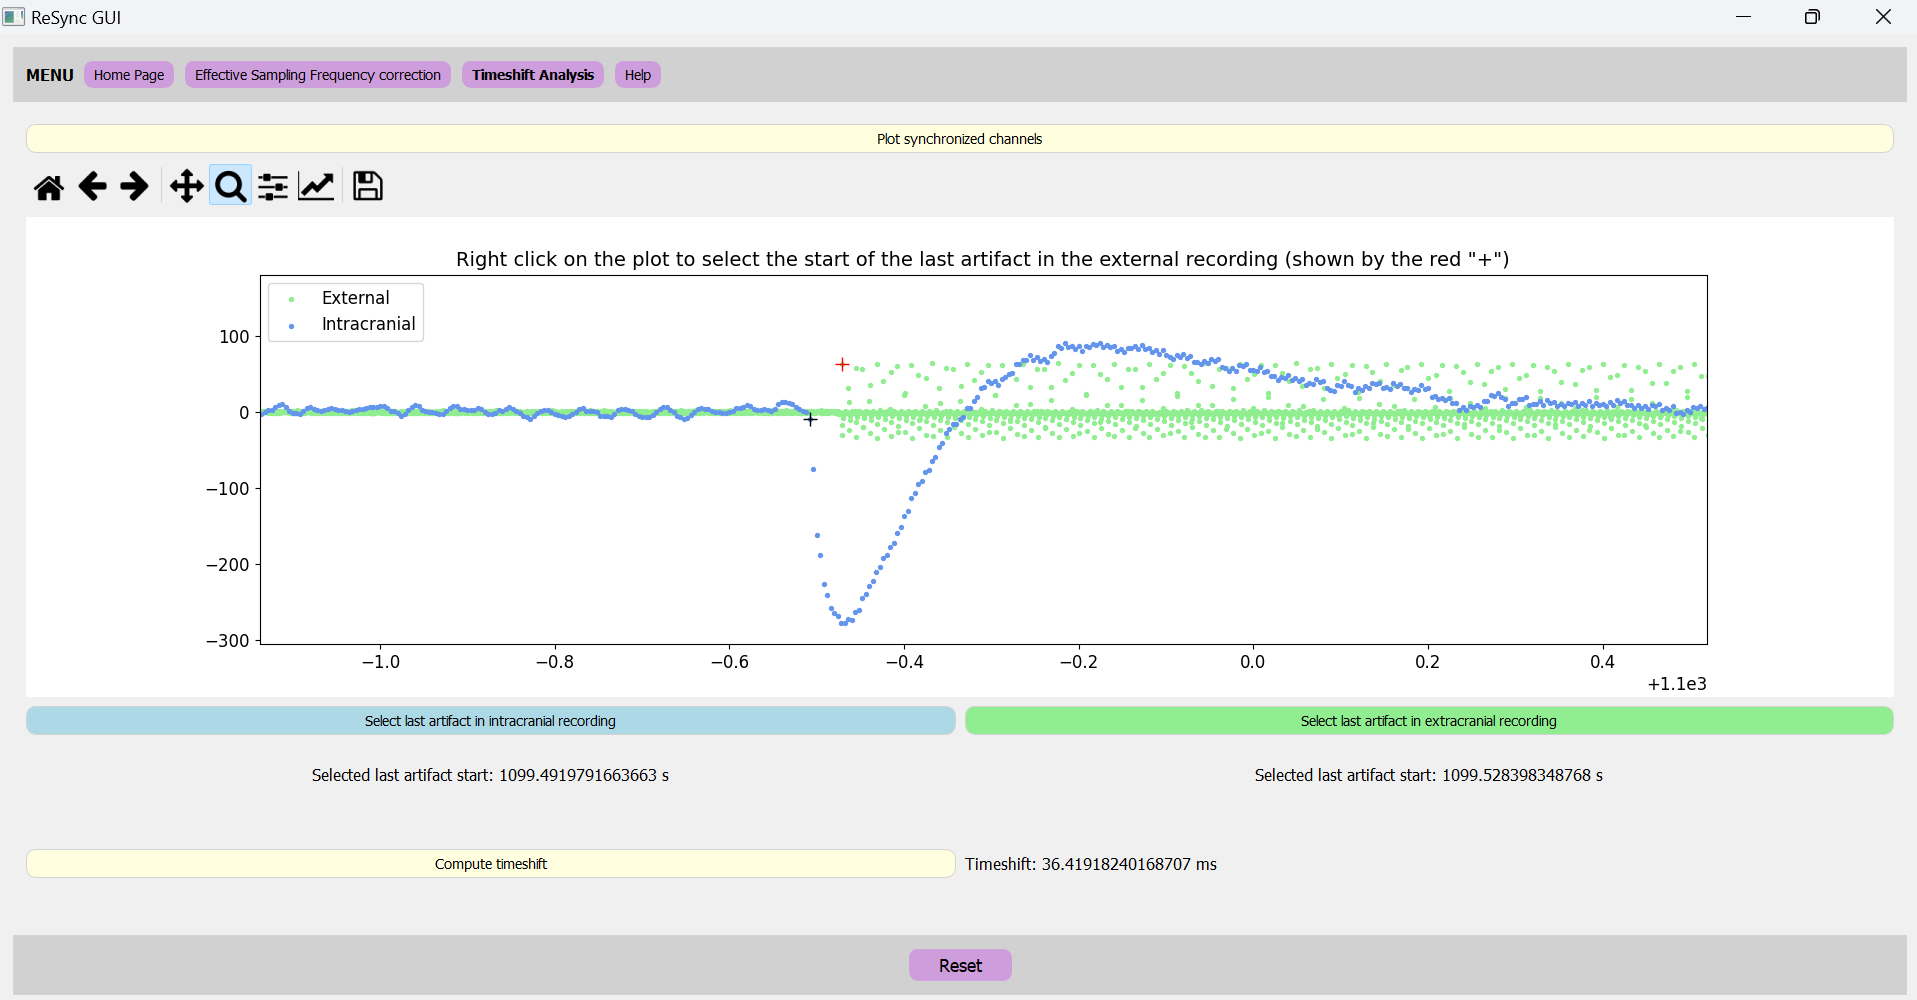 ReSync GUI
MENU Home Page Effective Sampling Frequency correction Timeshift Analysis Help
Plot synchronized channels
Right click on the plot to select the start of the last artifact in the external recording (shown by the red "+")
External
Intracranial
100
0
−100
−200
−300
−1.0 −0.8 −0.6 −0.4 −0.2 0.0 0.2 0.4
+1.1e3
Select last artifact in intracranial recording Select last artifact in extracranial recording
Selected last artifact start: 1099.4919791663663 s Selected last artifact start: 1099.528398348768 s
Compute timeshift Timeshift: 36.41918240168707 ms
Reset